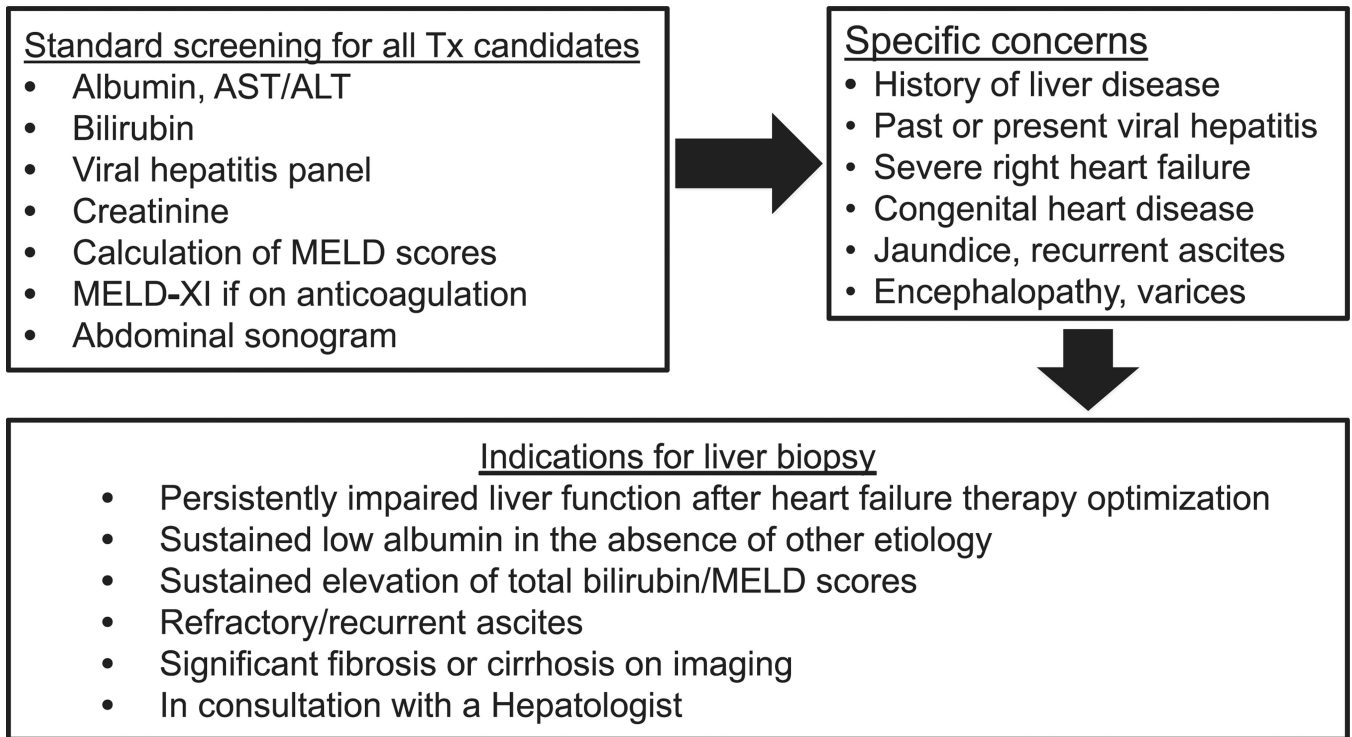 Standard screening for all Tx candidates
• Albumin, AST/ALT
• Bilirubin
• Viral hepatitis panel
• Creatinine
• Calculation of MELD scores
• MELD-XI if on anticoagulation
• Abdominal sonogram
Specific concerns
• History of liver disease
• Past or present viral hepatitis
• Severe right heart failure
• Congenital heart disease
• Jaundice, recurrent ascites
• Encephalopathy, varices
Indications for liver biopsy
• Persistently impaired liver function after heart failure therapy optimization
• Sustained low albumin in the absence of other etiology
• Sustained elevation of total bilirubin/MELD scores
• Refractory/recurrent ascites
• Significant fibrosis or cirrhosis on imaging
• In consultation with a Hepatologist